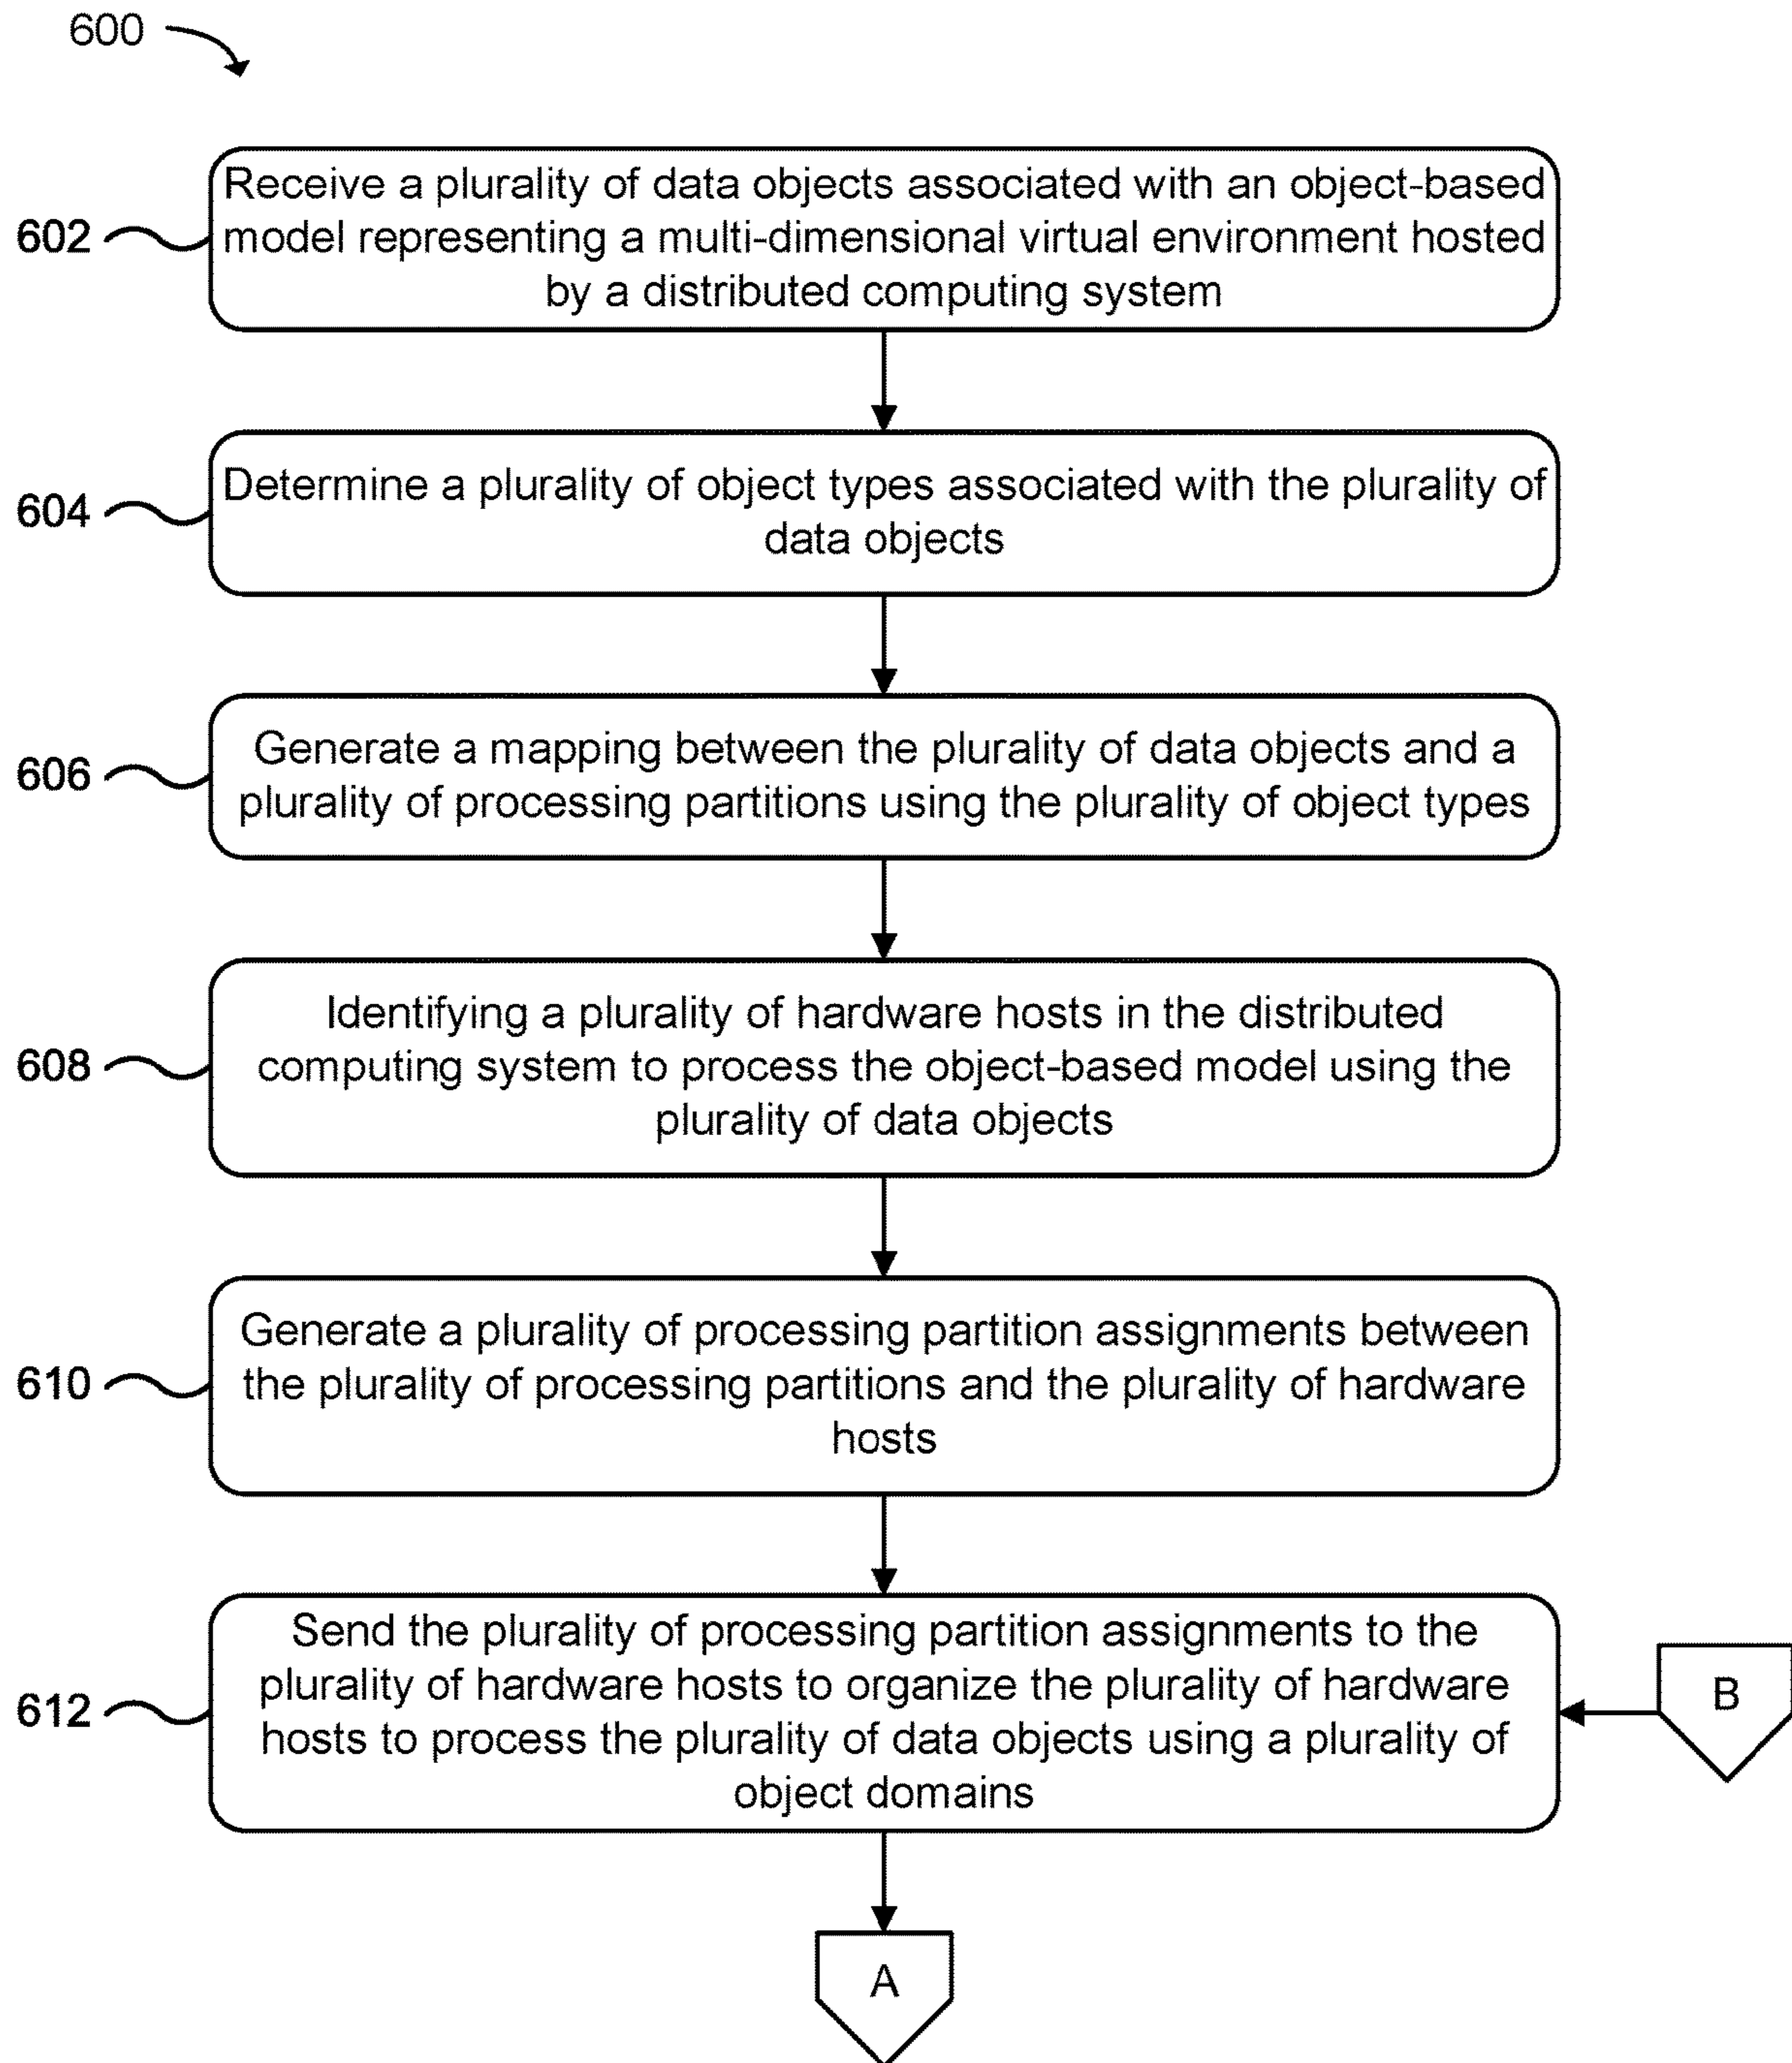 600
602
Receive a plurality of data objects associated with an object-based
model representing a multi-dimensional virtual environment hosted
by a distributed computing system
604
Determine a plurality of object types associated with the plurality of
data objects
606
Generate a mapping between the plurality of data objects and a
plurality of processing partitions using the plurality of object types
608
Identifying a plurality of hardware hosts in the distributed
computing system to process the object-based model using the
plurality of data objects
610
Generate a plurality of processing partition assignments between
the plurality of processing partitions and the plurality of hardware
hosts
612
Send the plurality of processing partition assignments to the
plurality of hardware hosts to organize the plurality of hardware
hosts to process the plurality of data objects using a plurality of
object domains
B
A